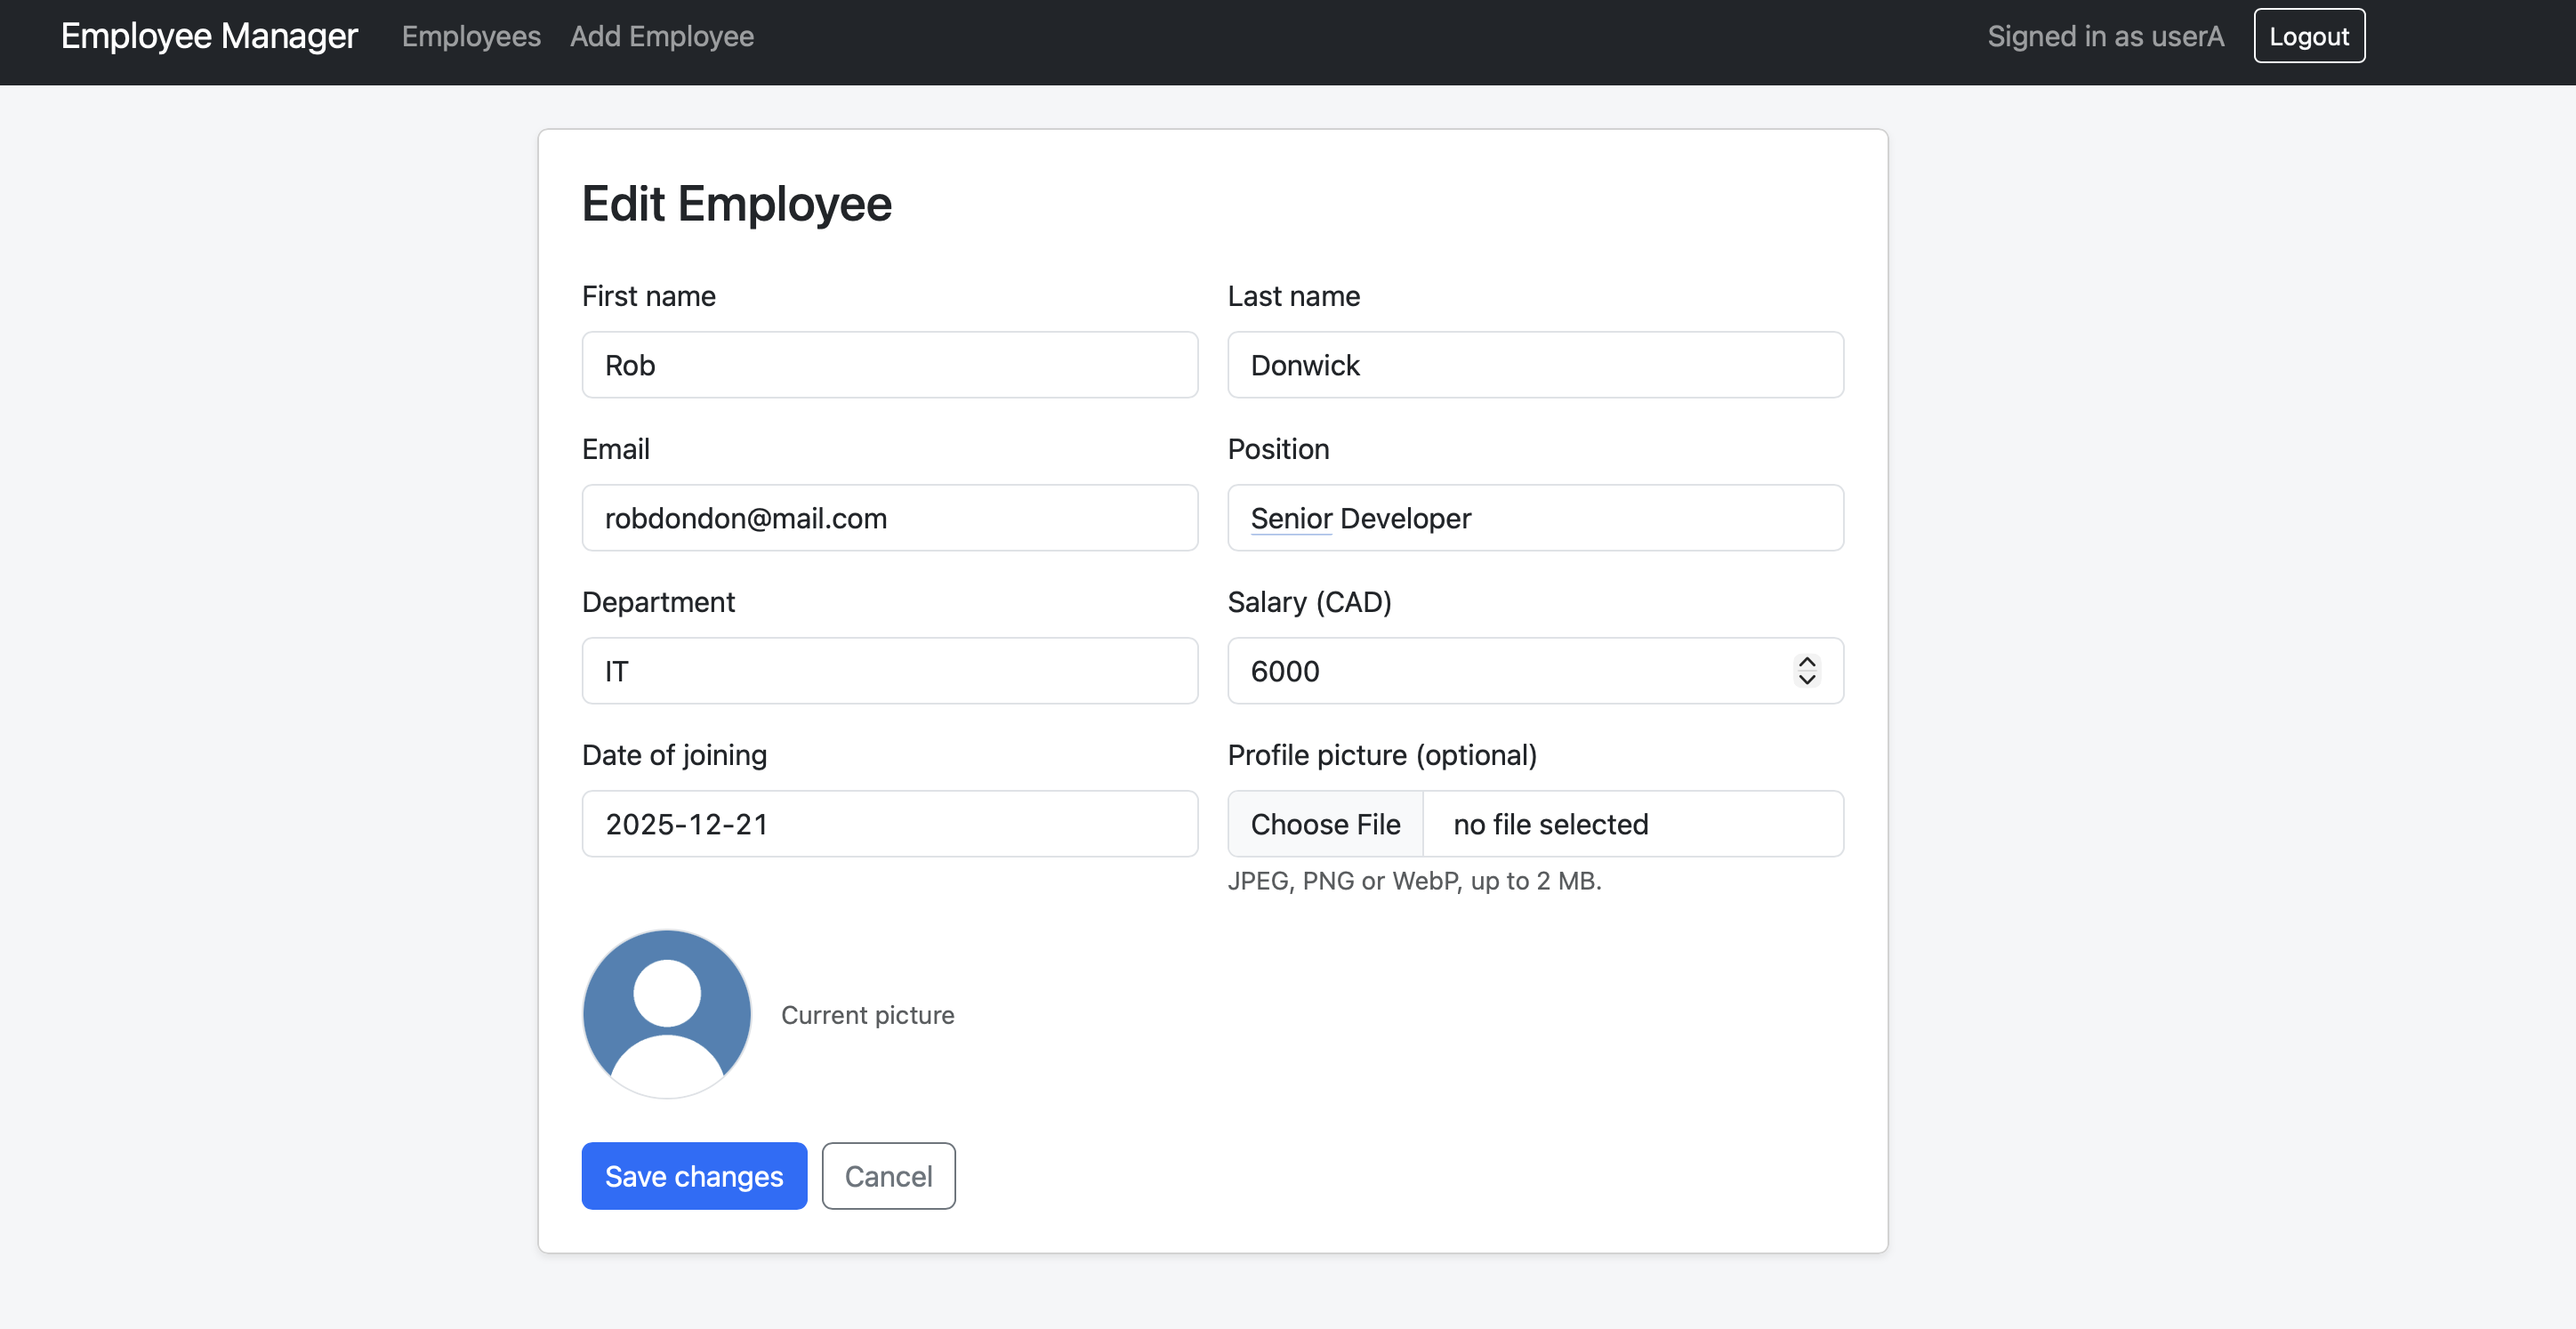 Employee Manager Employees Add Employee Signed in as userA Logout
Edit Employee
First name Last name
Rob Donwick
Email Position
robdondon@mail.com Senior Developer
Department Salary (CAD)
IT 6000
Date of joining Profile picture (optional)
2025-12-21 Choose File no file selected
JPEG, PNG or WebP, up to 2 MB.
Current picture
Save changes Cancel